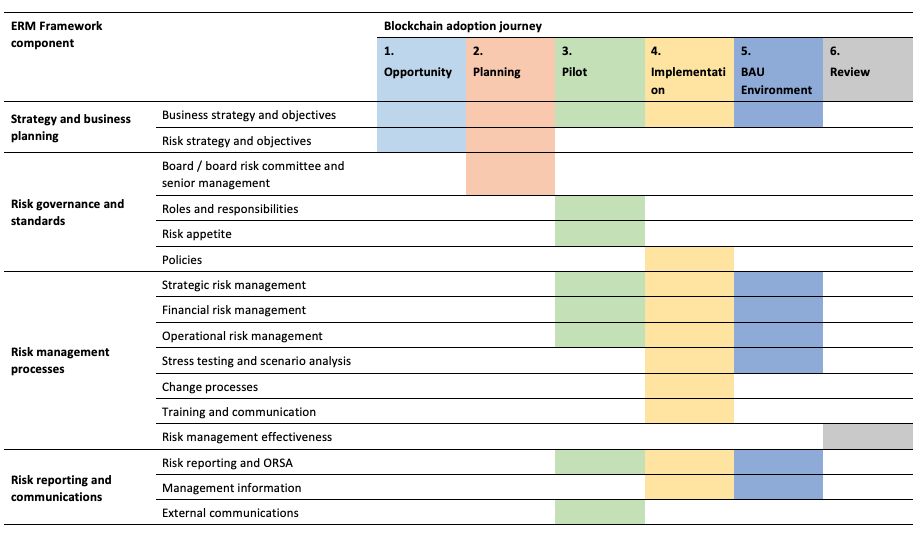 ERM Framework
component
Blockchain adoption journey
1.
Opportunity
2.
Planning
3.
Pilot
4.
Implementati
on
5.
BAU
Environment
6.
Review
Strategy and business
planning
Business strategy and objectives
Risk strategy and objectives
Risk governance and
standards
Board / board risk committee and
senior management
Roles and responsibilities
Risk appetite
Policies
Risk management
processes
Strategic risk management
Financial risk management
Operational risk management
Stress testing and scenario analysis
Change processes
Training and communication
Risk management effectiveness
Risk reporting and
communications
Risk reporting and ORSA
Management information
External communications